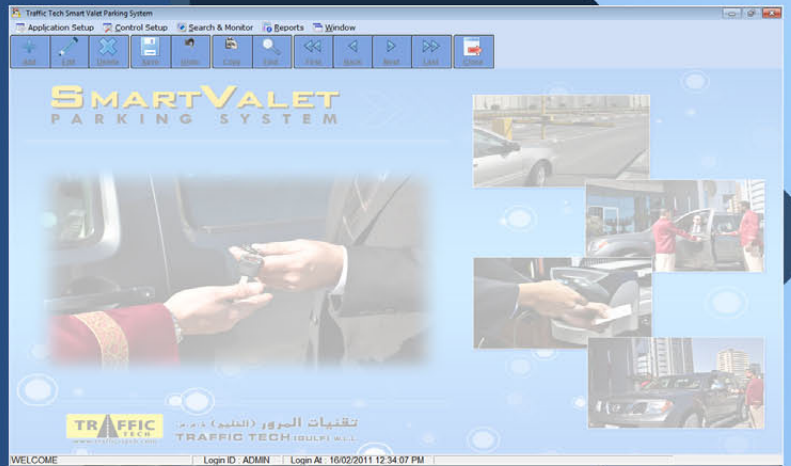 Traffic Tech Smart Valet Parking System
Application Setup Control Setup Search & Monitor Reports Window
Add Edit Delete Save Undo Copy Find First Back Next Last Close
SMARTVALET
PARKING SYSTEM
TRAFFIC
TECH
تقنيات المرور (الخليج) ذ.م.م
TRAFFIC TECH (GULF) W.L.L
WELCOME Login ID : ADMIN Login At : 16/02/2011 12:34:07 PM